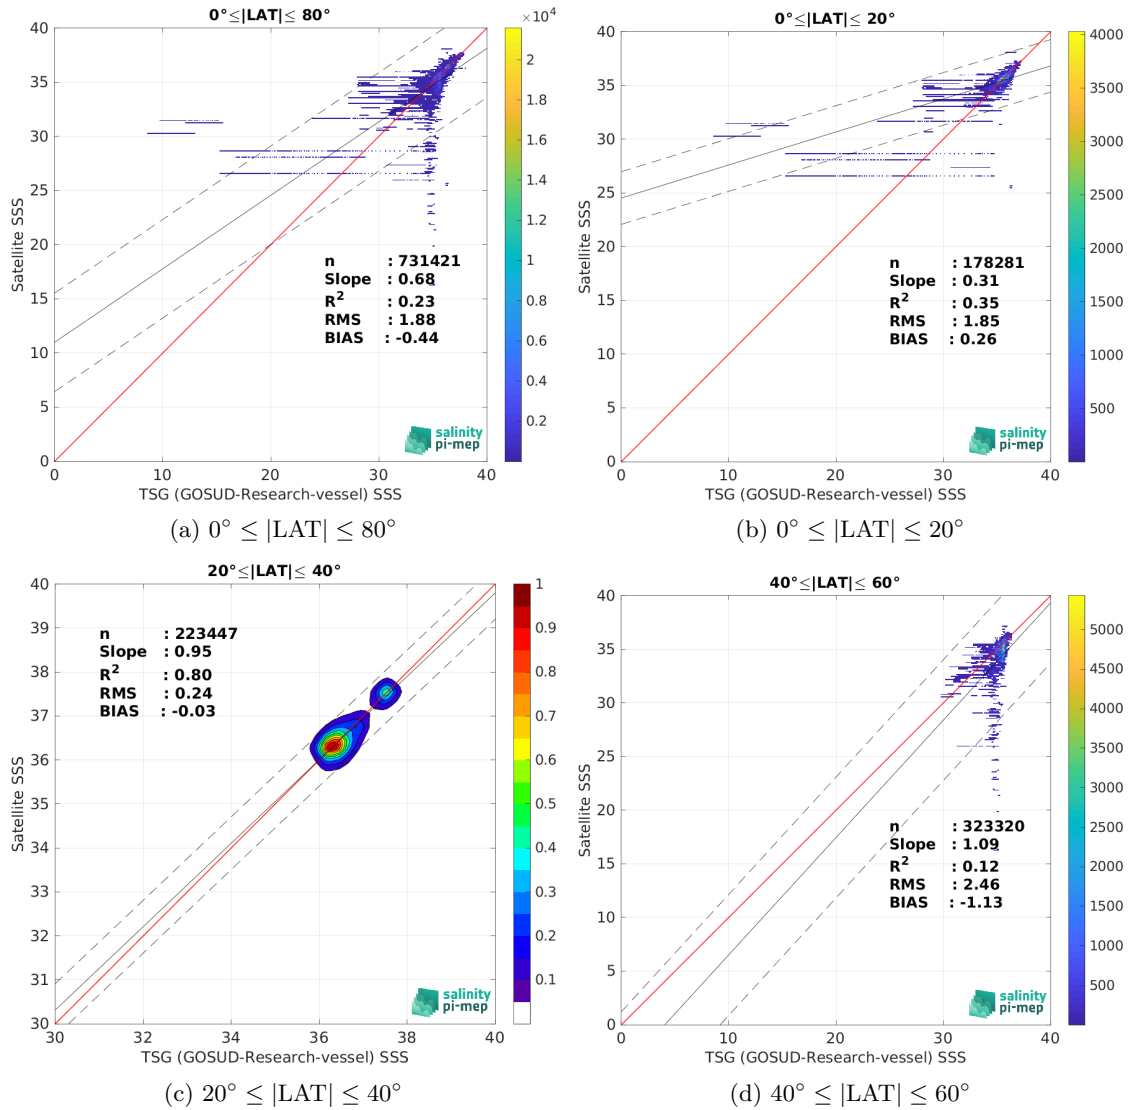 0°≤|LAT|≤ 80°
×10⁴
40
35
30
25
20
15
10
5
0
Satellite SSS
n : 731421
Slope : 0.68
R² : 0.23
RMS : 1.88
BIAS : -0.44
salinity
pi-mep
0 10 20 30 40
TSG (GOSUD-Research-vessel) SSS
2
1.8
1.6
1.4
1.2
1
0.8
0.6
0.4
0.2
(a) 0° ≤ |LAT| ≤ 80°
0°≤|LAT|≤ 20°
40
35
30
25
20
15
10
5
0
Satellite SSS
n : 178281
Slope : 0.31
R² : 0.35
RMS : 1.85
BIAS : 0.26
salinity
pi-mep
0 10 20 30 40
TSG (GOSUD-Research-vessel) SSS
4000
3500
3000
2500
2000
1500
1000
500
(b) 0° ≤ |LAT| ≤ 20°
20°≤|LAT|≤ 40°
40
39
38
37
36
35
34
33
32
31
30
Satellite SSS
n : 223447
Slope : 0.95
R² : 0.80
RMS : 0.24
BIAS : -0.03
salinity
pi-mep
30 32 34 36 38 40
TSG (GOSUD-Research-vessel) SSS
1
0.9
0.8
0.7
0.6
0.5
0.4
0.3
0.2
0.1
(c) 20° ≤ |LAT| ≤ 40°
40°≤|LAT|≤ 60°
40
35
30
25
20
15
10
5
0
Satellite SSS
n : 323320
Slope : 1.09
R² : 0.12
RMS : 2.46
BIAS : -1.13
salinity
pi-mep
0 10 20 30 40
TSG (GOSUD-Research-vessel) SSS
5000
4500
4000
3500
3000
2500
2000
1500
1000
500
0
(d) 40° ≤ |LAT| ≤ 60°